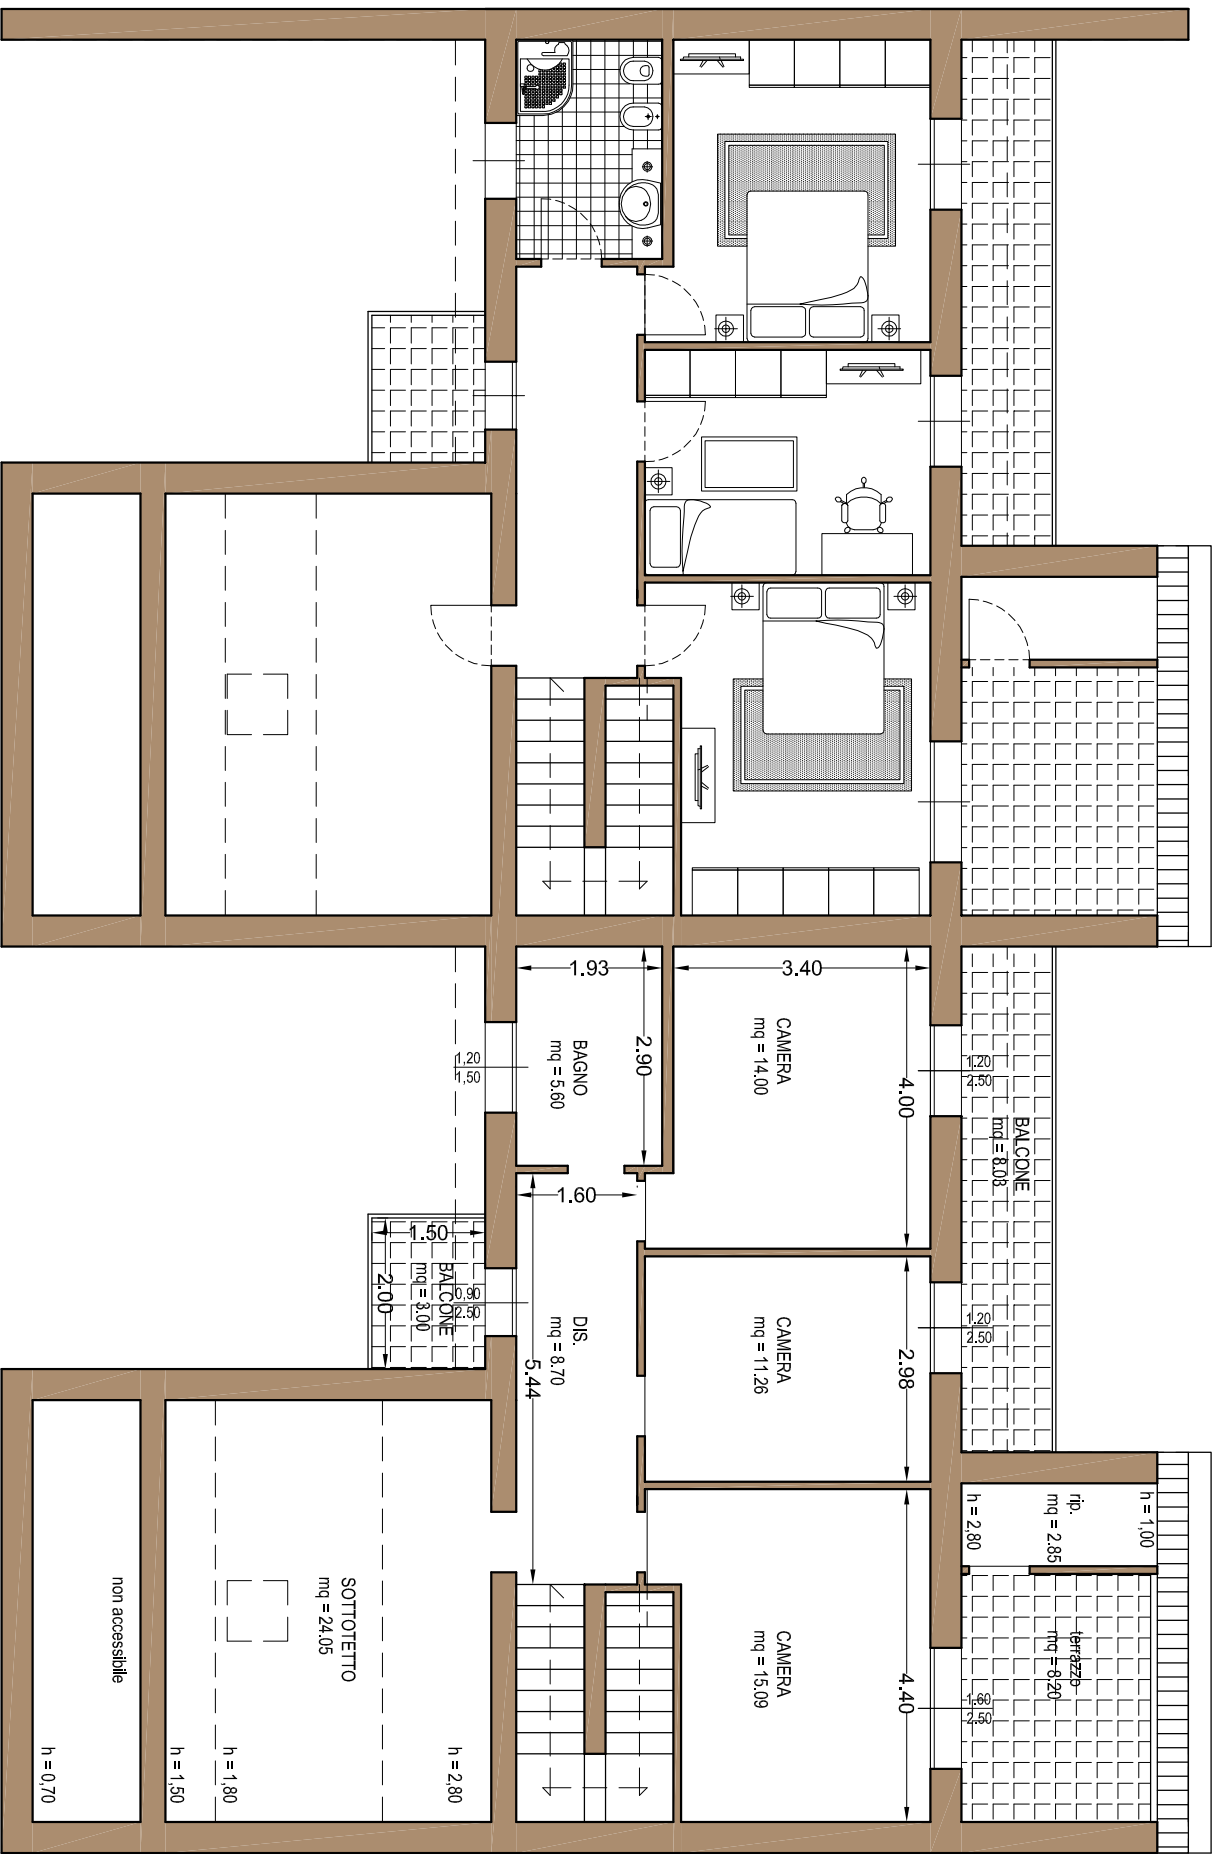 1.93
3.40
2.90
4.00
BAGNO
mq = 5.60
CAMERA
mq = 14.00
1,20
1,50
1.20
2.50
BALCONE
mq = 8.03
1.60
5.44
1.50
2.00
BALCONE
mq = 3.00
0,90
2.50
DIS.
mq = 8.70
CAMERA
mq = 11.26
2.98
1.20
2.50
CAMERA
mq = 15.09
4.40
1.60
2.50
rip.
mq = 2.85
h = 1,00
h = 2,80
terrazzo
mq = 8.20
SOTTOTETTO
mq = 24.05
non accessibile
h = 2,80
h = 1,80
h = 1,50
h = 0,70